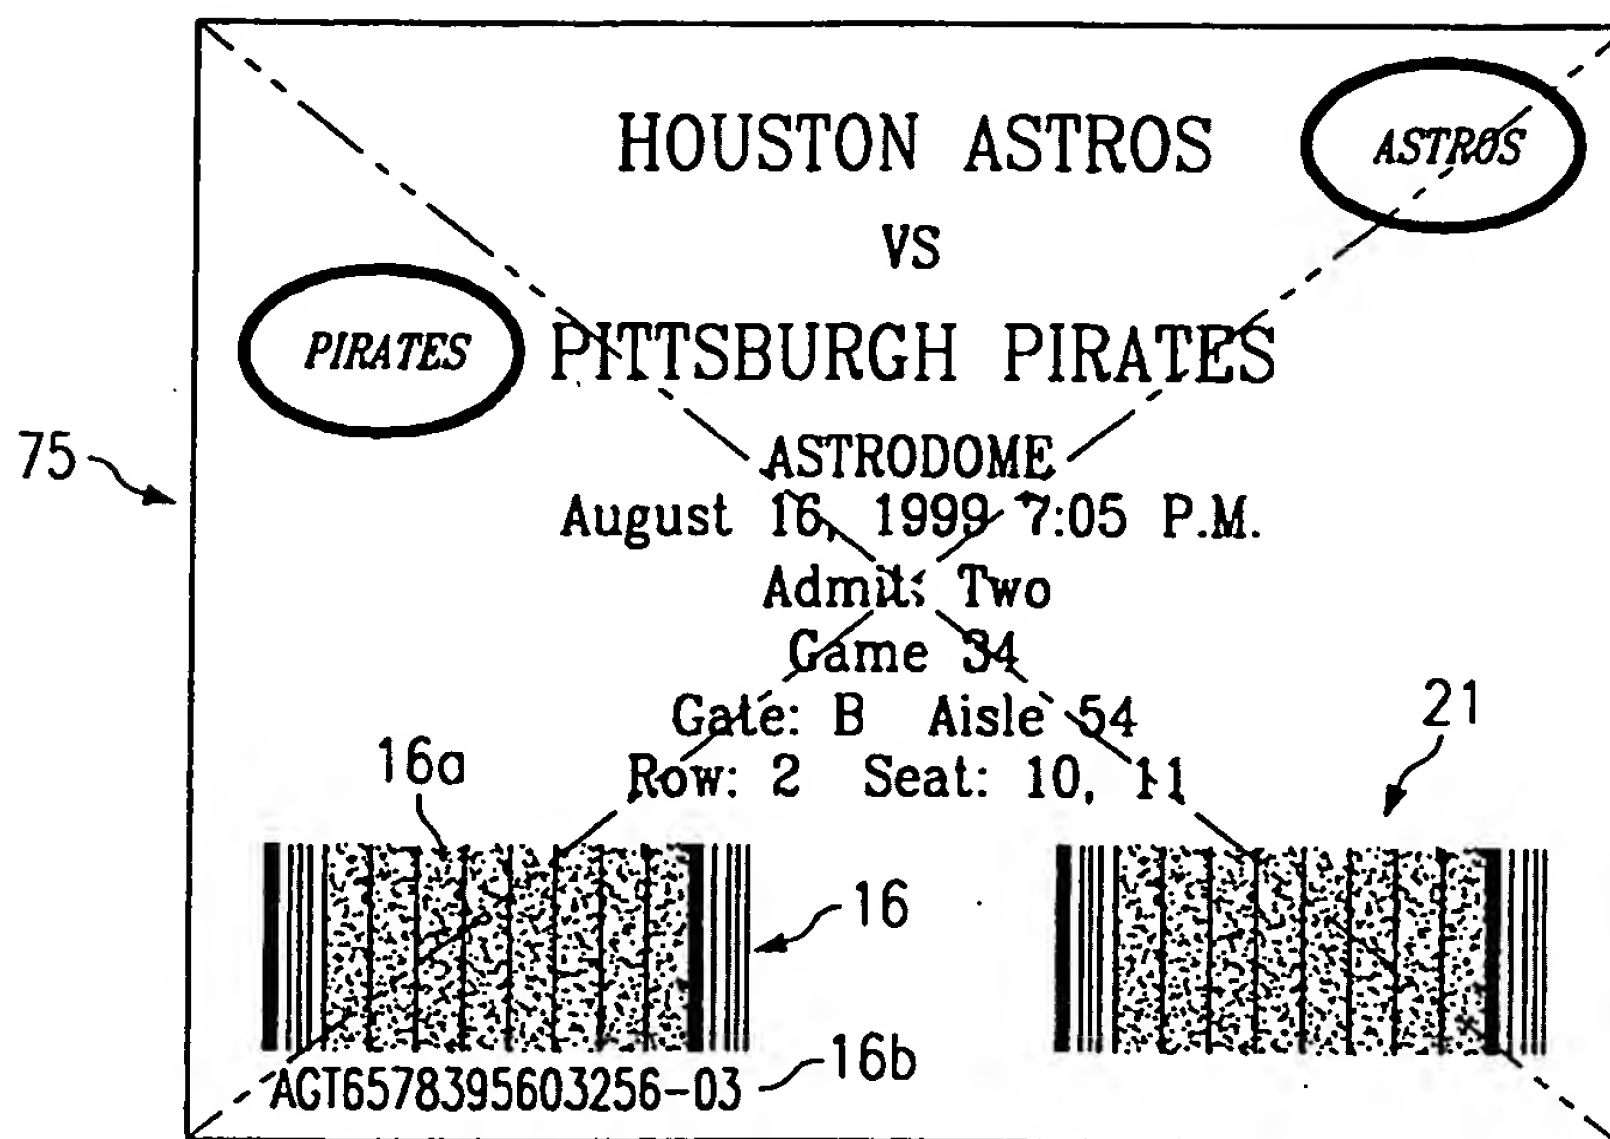 HOUSTON ASTROS
ASTROS
VS
PIRATES
PITTSBURGH PIRATES
75
ASTRODOME
August 16, 1999 7:05 P.M.
Admit: Two
Game 34
Gate: B Aisle 54
21
16a
Row: 2 Seat: 10, 11
16
16b
AGT6578395603256-03